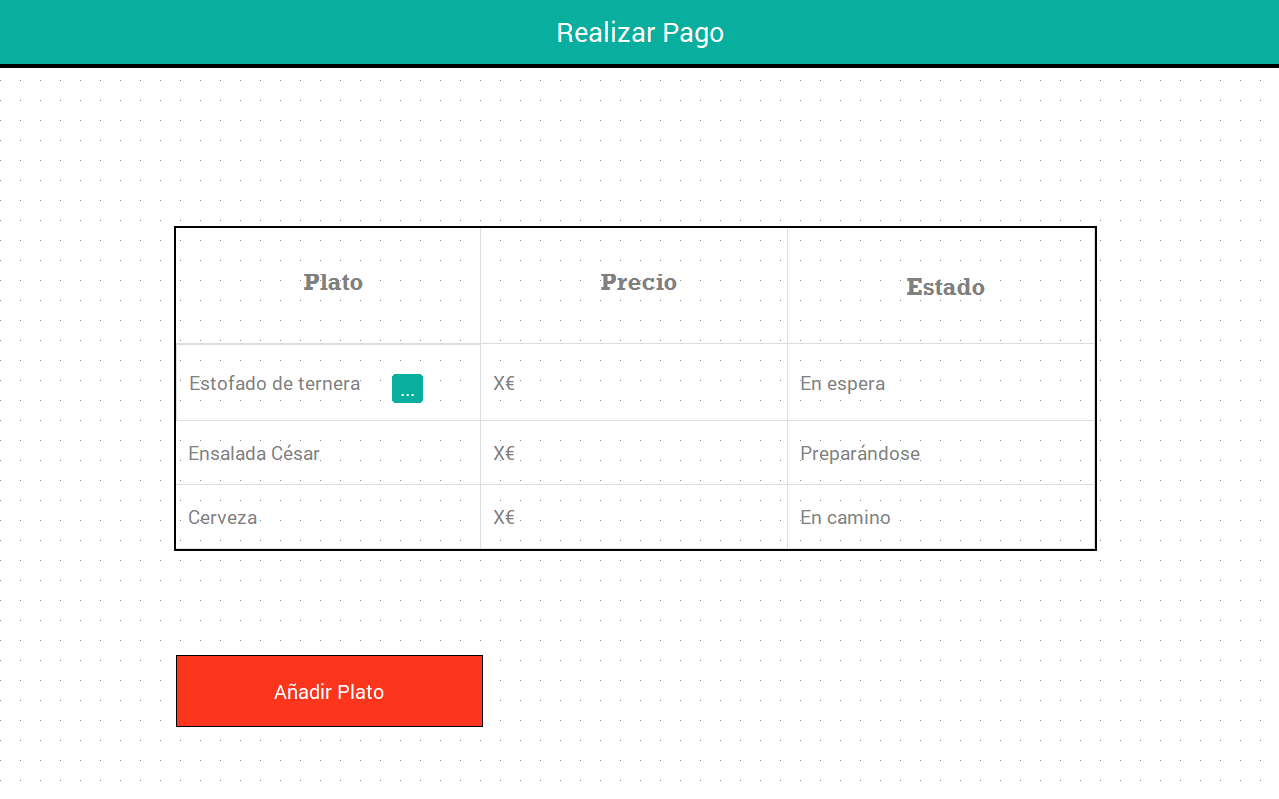 Realizar Pago
Plato Precio Estado
Estofado de ternera ... X€ En espera
Ensalada César X€ Preparándose
Cerveza X€ En camino
Añadir Plato